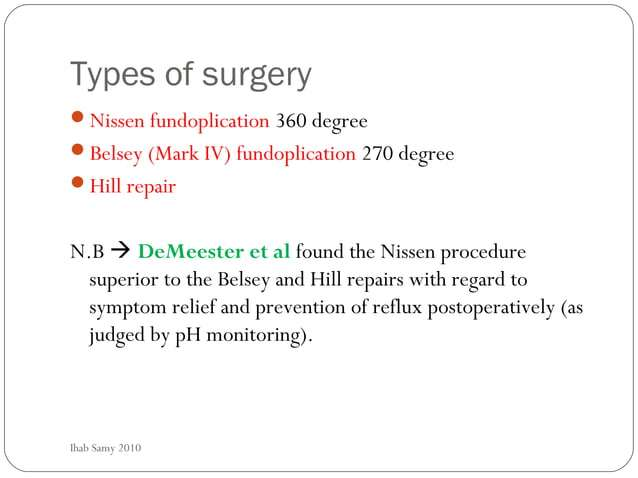 Types of surgery
Nissen fundoplication 360 degree
Belsey (Mark IV) fundoplication 270 degree
Hill repair
N.B → DeMeester et al found the Nissen procedure
superior to the Belsey and Hill repairs with regard to
symptom relief and prevention of reflux postoperatively (as
judged by pH monitoring).
Ihab Samy 2010